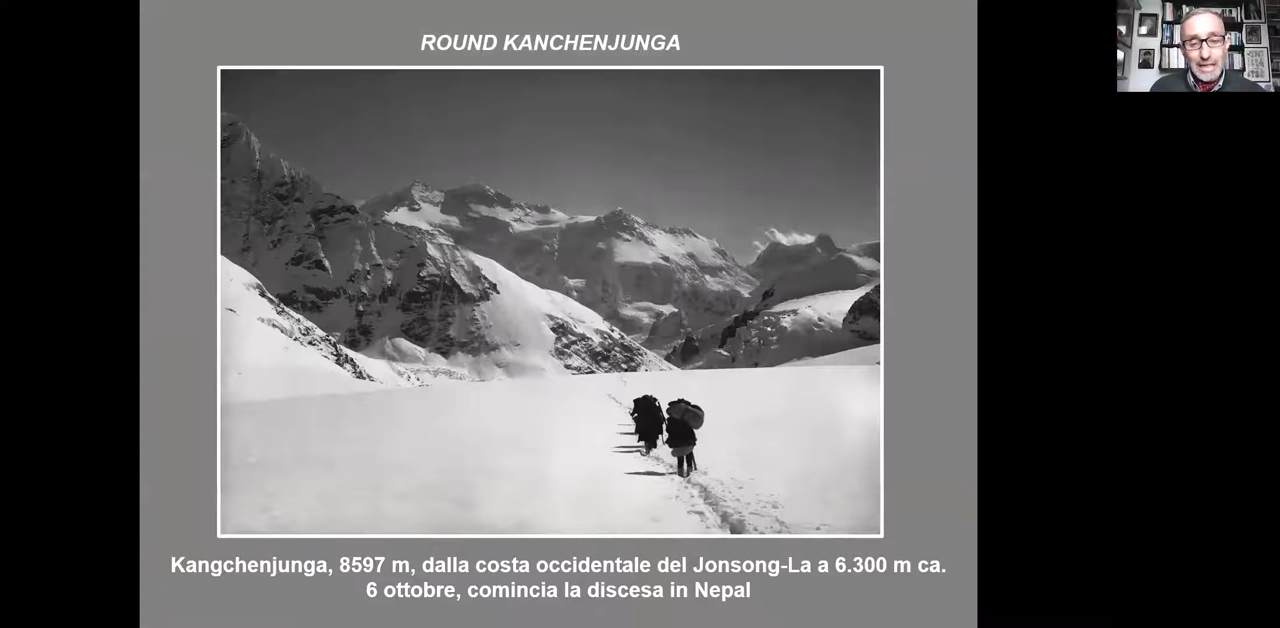 ROUND KANCHENJUNGA
Kangchenjunga, 8597 m, dalla costa occidentale del Jonsong-La a 6.300 m ca.
6 ottobre, comincia la discesa in Nepal